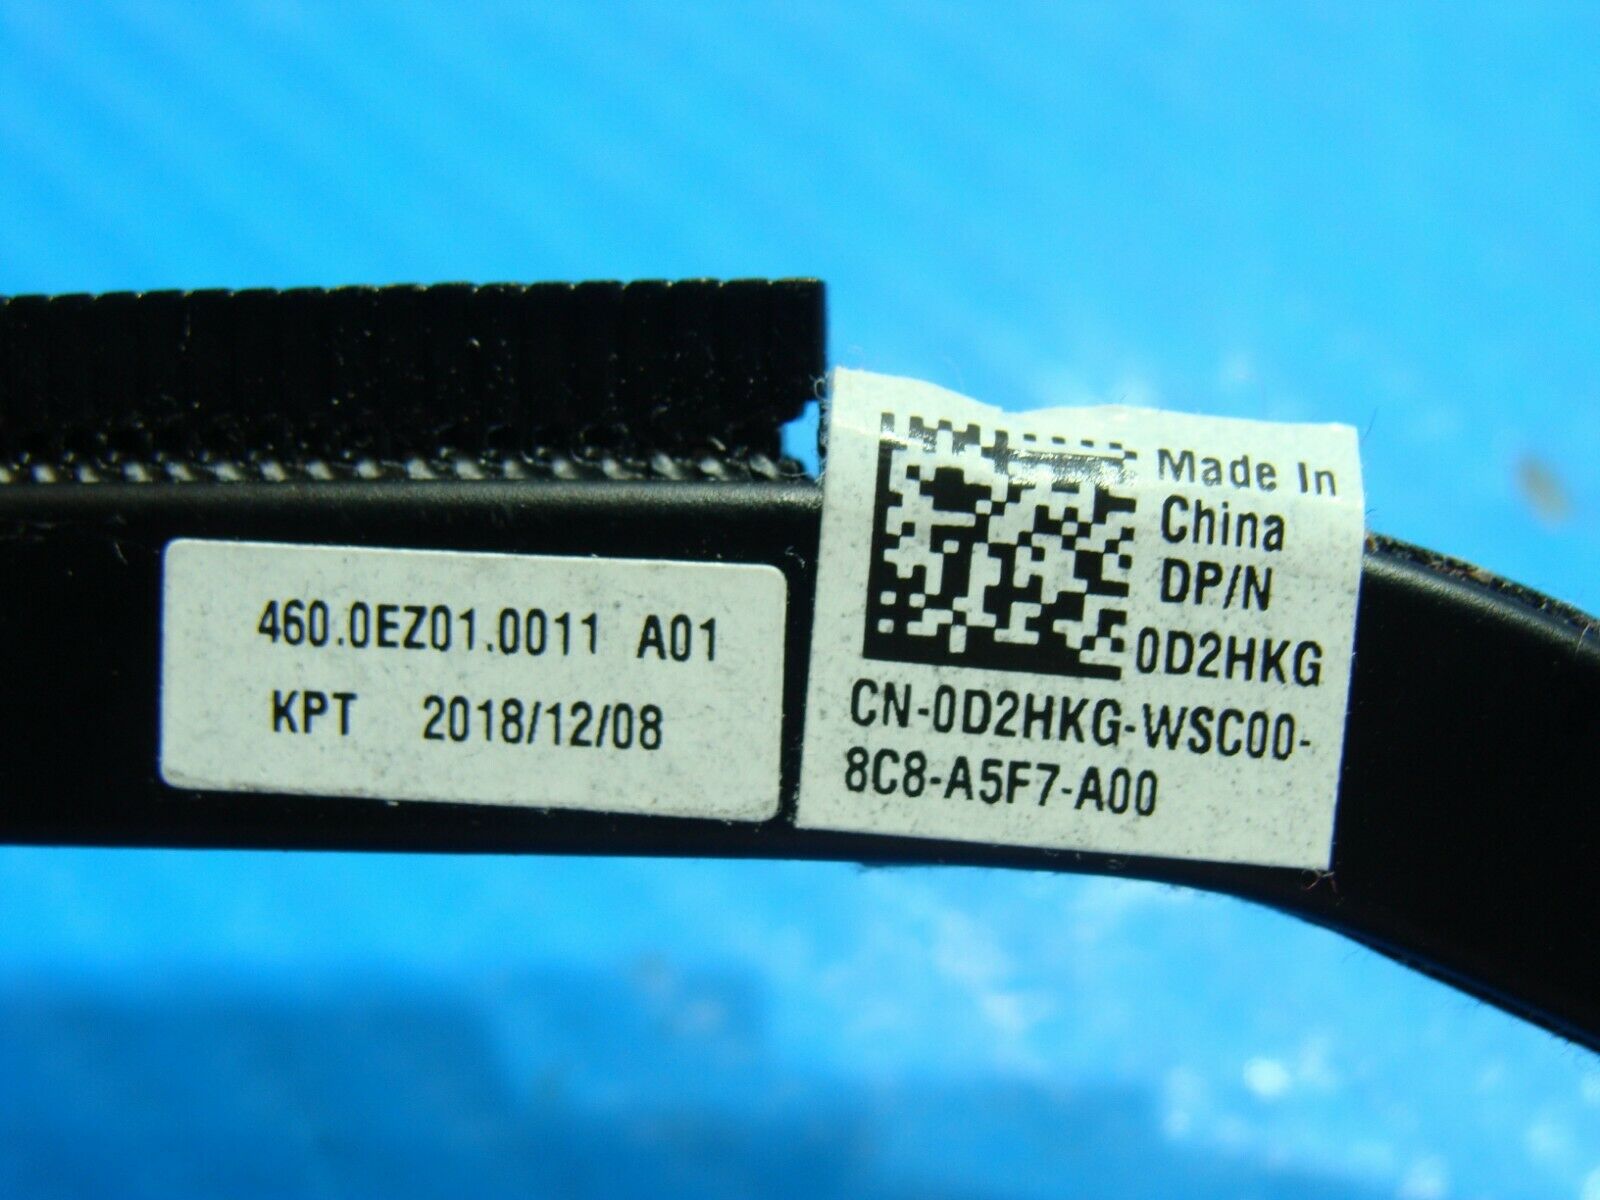 460.0EZ01.0011 A01
KPT 2018/12/08
Made In
China
DP/N
0D2HKG
CN-0D2HKG-WSC00-
8C8-A5F7-A00